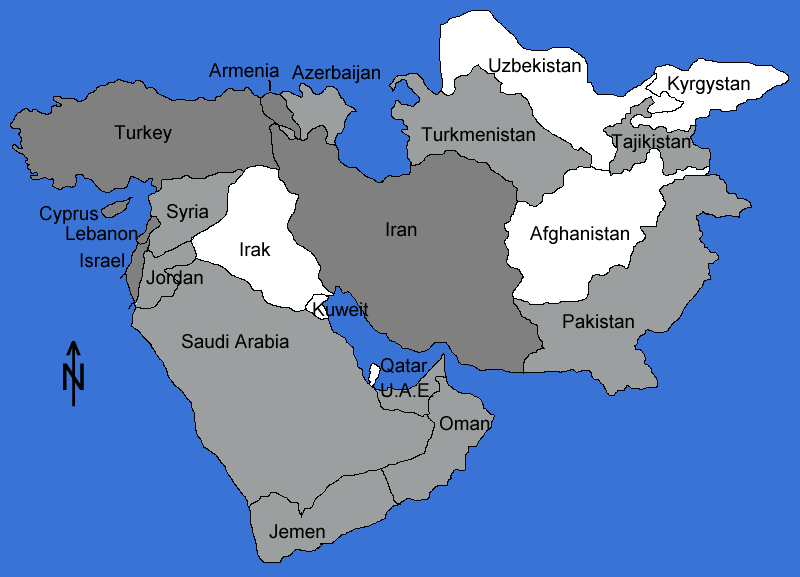 Uzbekistan
Armenia
Azerbaijan
Kyrgystan
Turkey
Turkmenistan
Tajikistan
Cyprus
Syria
Lebanon
Iran
Afghanistan
Irak
Israel
Jordan
Kuweit
Pakistan
Saudi Arabia
Qatar
N
U.A.E.
Oman
Jemen